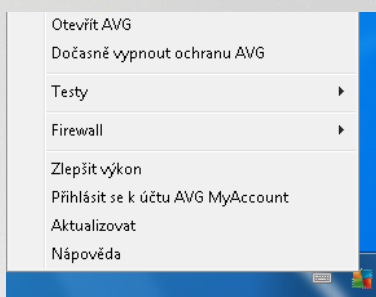 Otevřít AVG
Dočasně vypnout ochranu AVG
Testy
Firewall
Zlepšit výkon
Přihlásit se k účtu AVG MyAccount
Aktualizovat
Nápověda